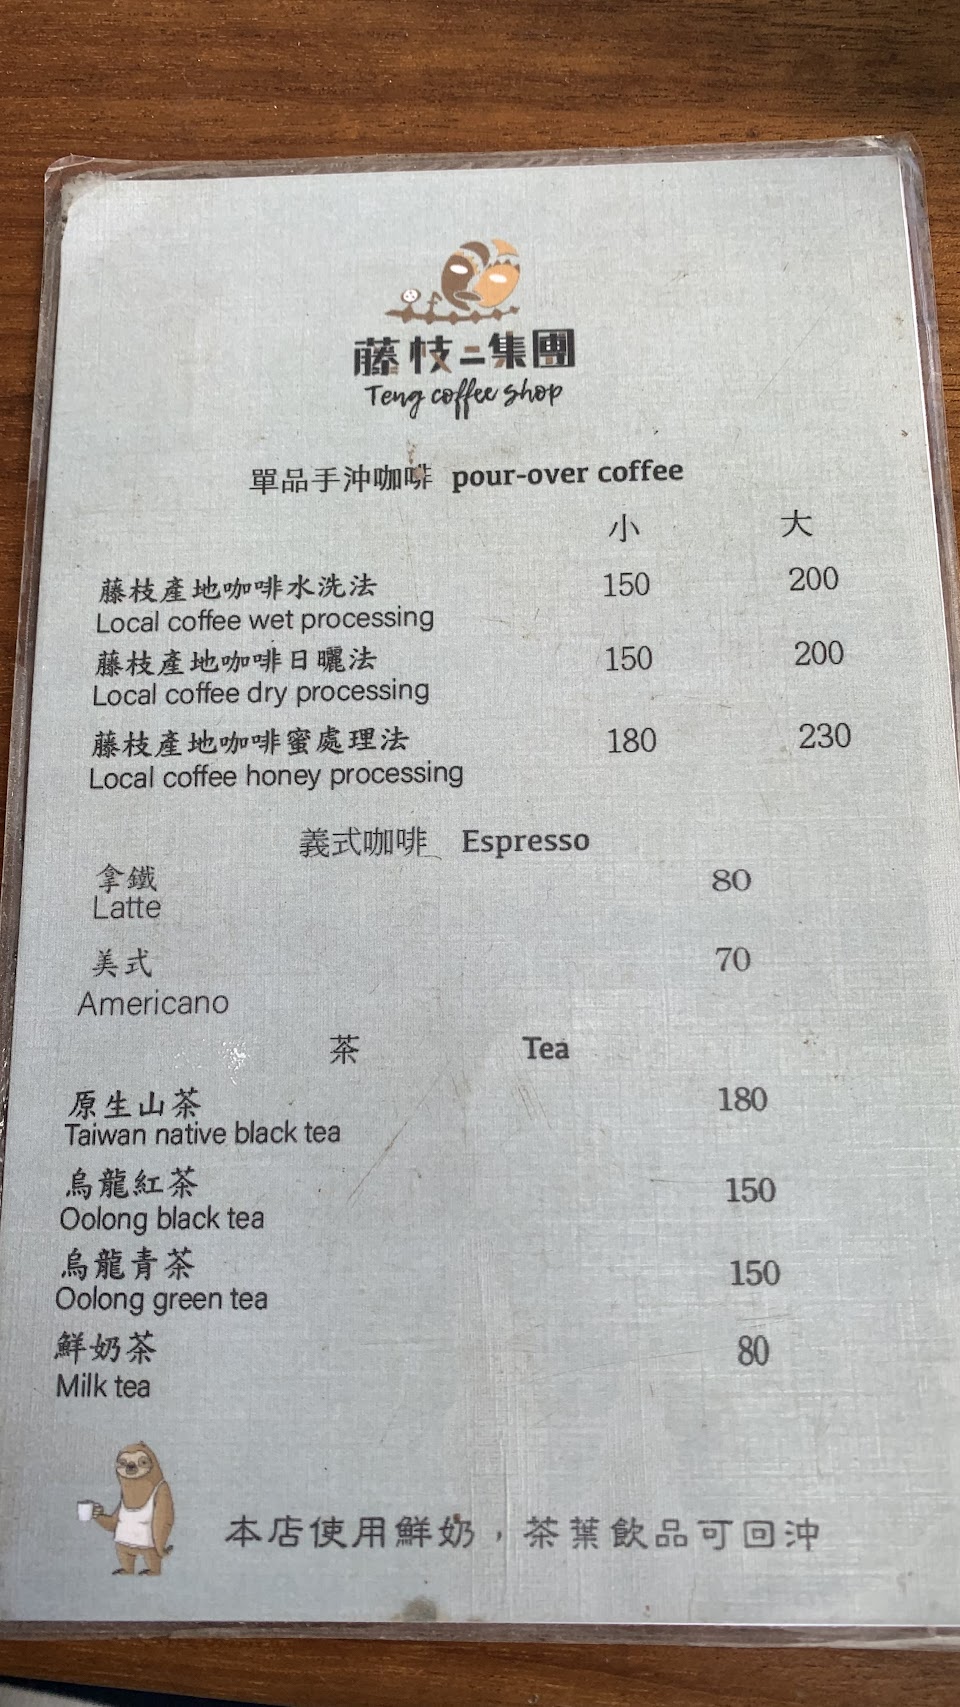 藤枝二集團
Teng coffee shop
單品手沖咖啡 pour-over coffee
小 大
藤枝產地咖啡水洗法 150 200
Local coffee wet processing
藤枝產地咖啡日曬法 150 200
Local coffee dry processing
藤枝產地咖啡蜜處理法 180 230
Local coffee honey processing
義式咖啡 Espresso
拿鐵 80
Latte
美式 70
Americano
茶 Tea
原生山茶 180
Taiwan native black tea
烏龍紅茶 150
Oolong black tea
烏龍青茶 150
Oolong green tea
鮮奶茶 80
Milk tea
本店使用鮮奶，茶葉飲品可回沖